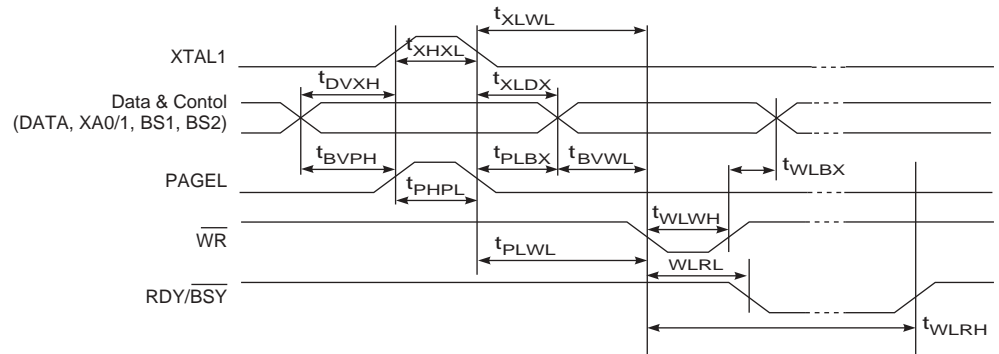 tXLWL
XTAL1
tXHXL
tDVXH
tXLDX
Data & Contol
(DATA, XA0/1, BS1, BS2)
tBVPH
tPLBX
tBVWL
tWLBX
PAGEL
tPHPL
tWLWH
WR
tPLWL
WLRL
RDY/BSY
tWLRH